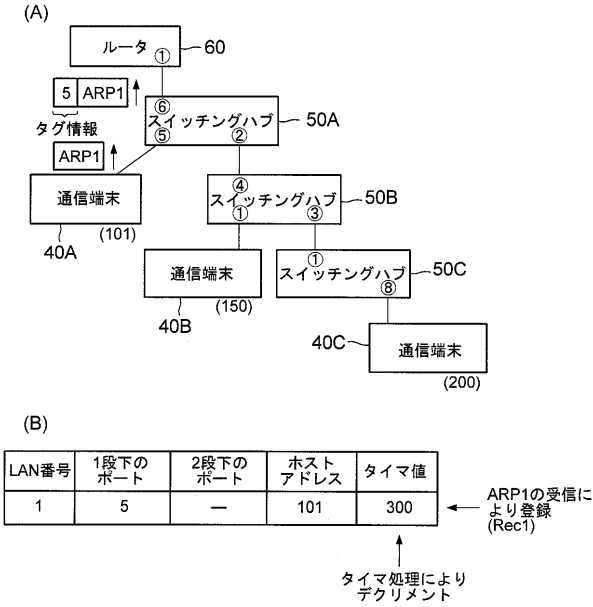 (A)
ルータ
①
60
5 ARP1
タグ情報
⑥
スイッチングハブ
⑤ ②
50A
ARP1
通信端末
(101)
40A
④
スイッチングハブ
① ③
50B
通信端末
(150)
40B
①
スイッチングハブ
⑧
50C
40C
通信端末
(200)
(B)
LAN番号 1段下のポート 2段下のポート ホストアドレス タイマ値
1 5 — 101 300
ARP1の受信に
より登録
(Rec1)
タイマ処理により
デクリメント